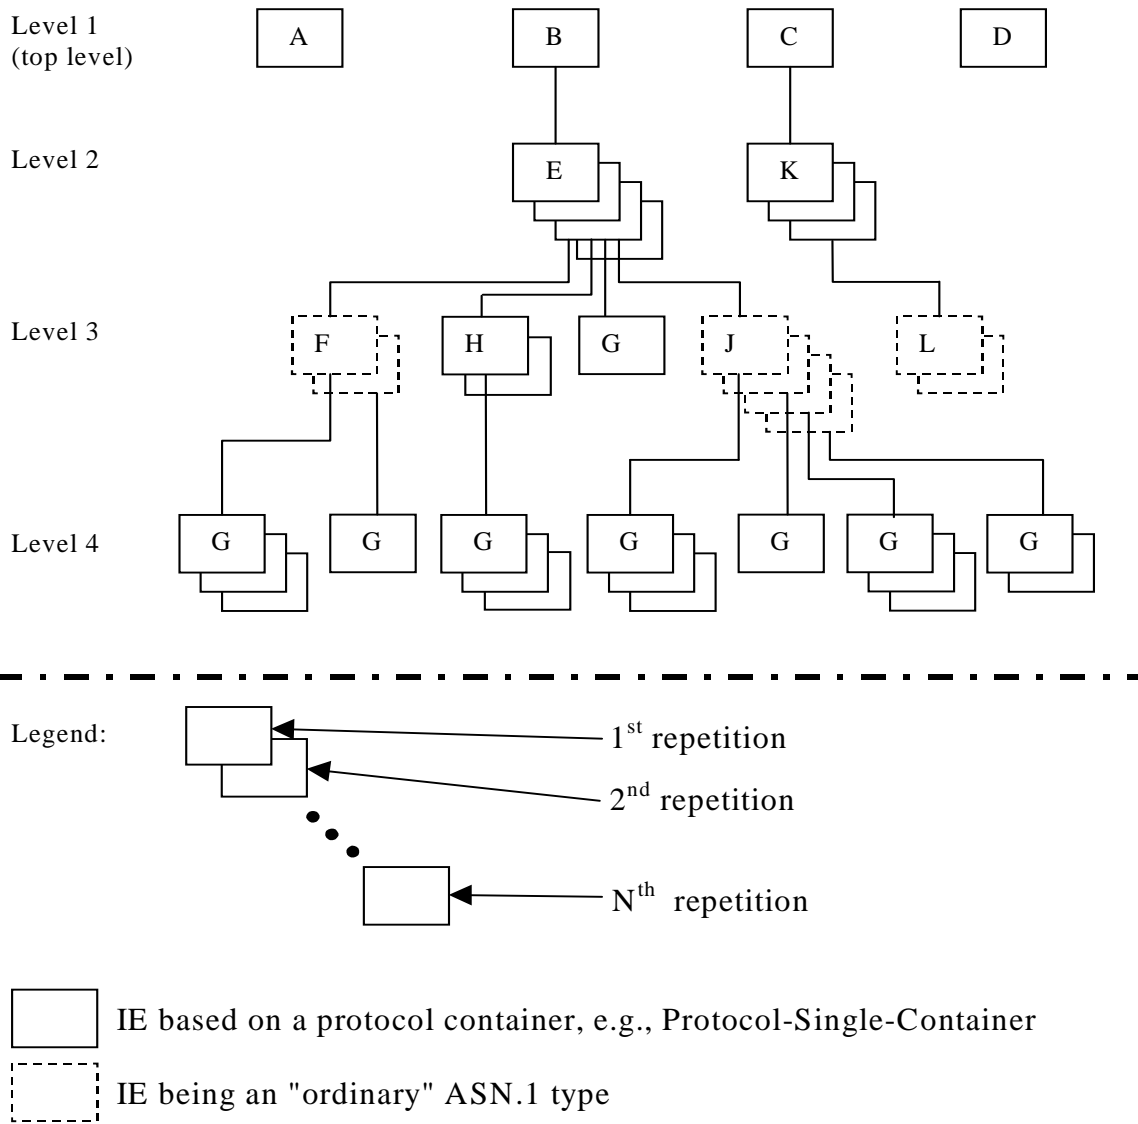 Level 1
(top level)
A B C D
Level 2
E K
Level 3
F H G J L
Level 4
G G G G G G G
Legend:
1st repetition
2nd repetition
Nth repetition
IE based on a protocol container, e.g., Protocol-Single-Container
IE being an "ordinary" ASN.1 type